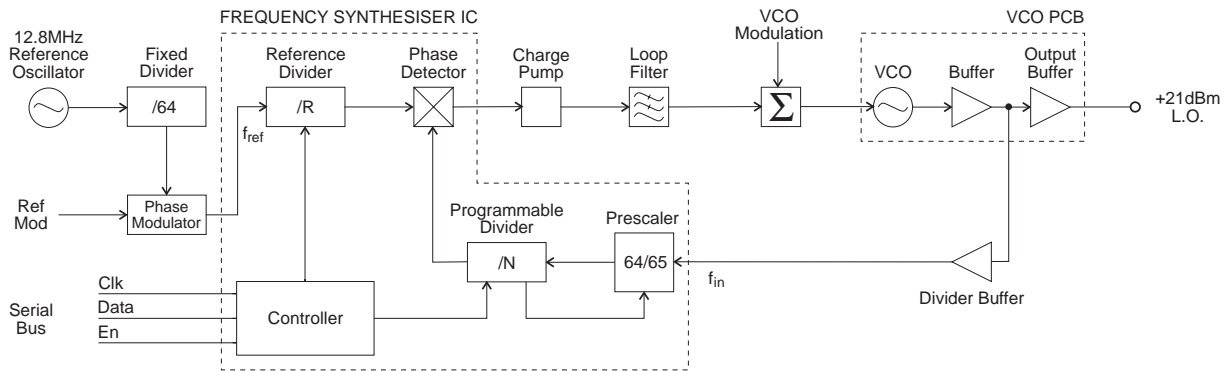 FREQUENCY SYNTHESISER IC
VCO
Modulation
VCO PCB
12.8MHz
Reference
Oscillator
Fixed
Divider
Reference
Divider
Phase
Detector
Charge
Pump
Loop
Filter
VCO
Buffer
Output
Buffer
/64
/R
Σ
+21dBm
L.O.
fref
Ref
Mod
Phase
Modulator
Programmable
Divider
Prescaler
/N
64/65
fin
Divider Buffer
Serial
Bus
Clk
Data
En
Controller